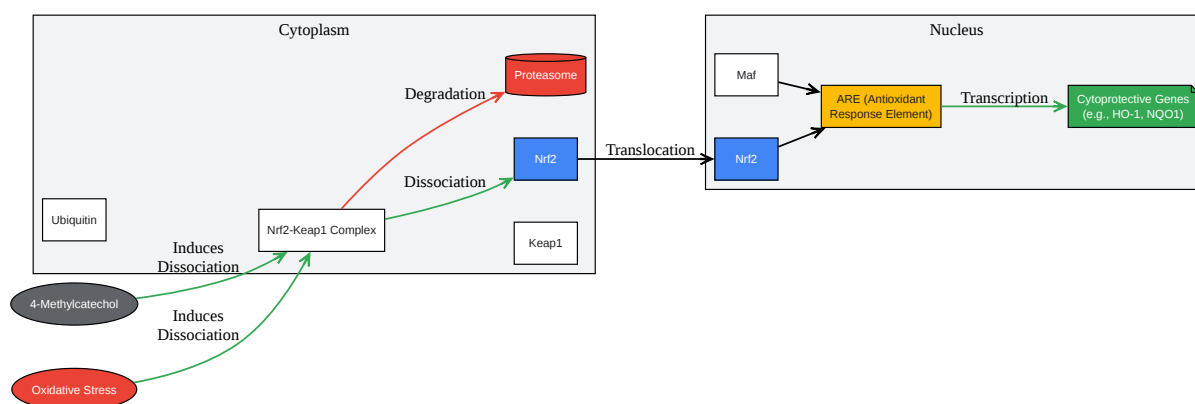 Cytoplasm
Nucleus
Proteasome
Degradation
Maf
ARE (Antioxidant
Response Element)
Transcription
Cytoprotective Genes
(e.g., HO-1, NQO1)
Nrf2
Translocation
Nrf2
Dissociation
Ubiquitin
Nrf2-Keap1 Complex
Keap1
Induces
Dissociation
4-Methylcatechol
Induces
Dissociation
Oxidative Stress